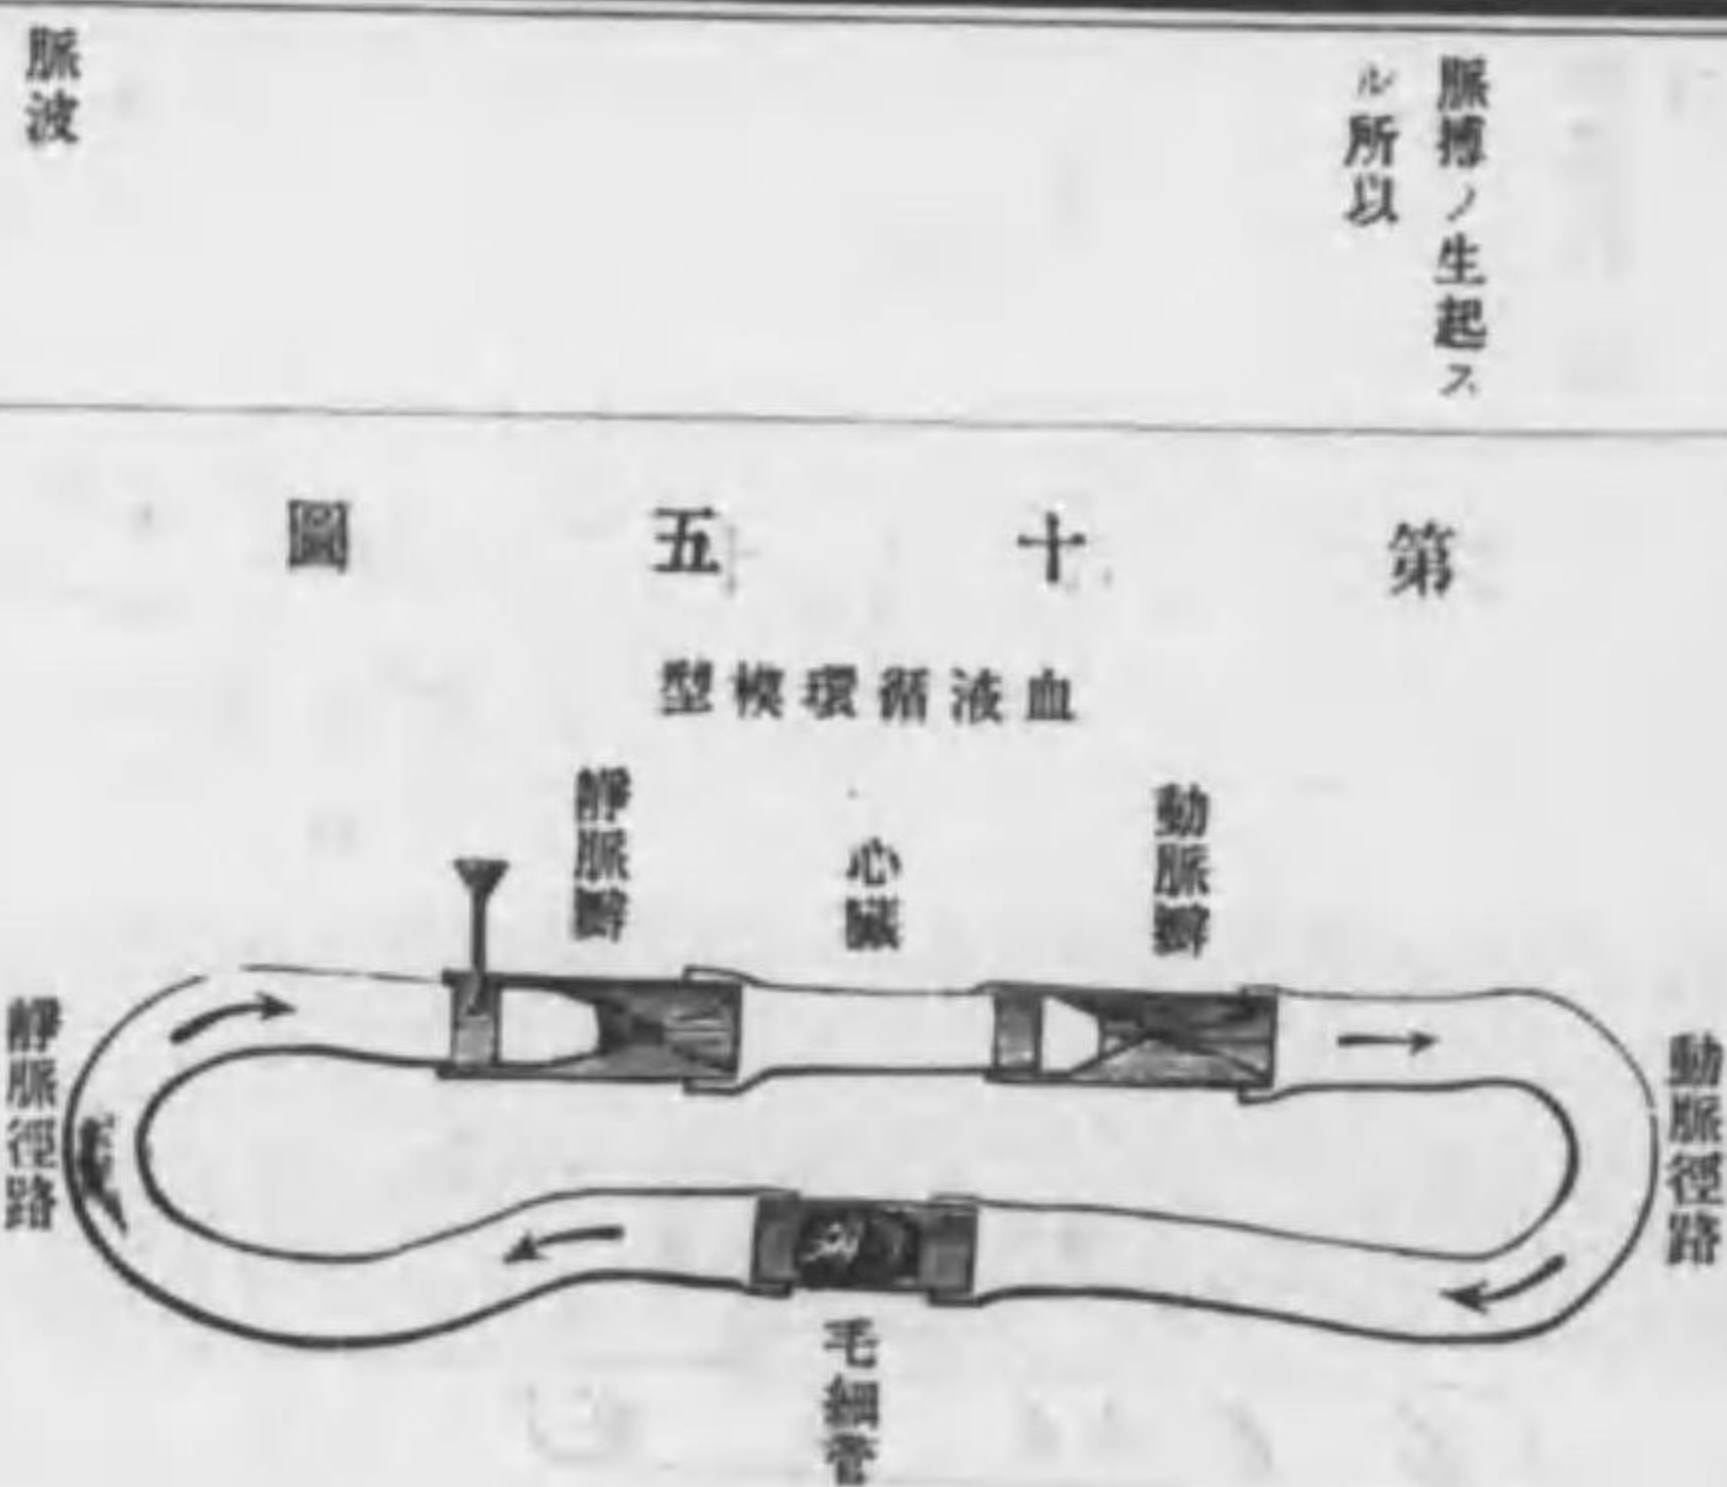 脈搏ノ生起ス
ル所以
脈波
第十五圖
血液循環模型
動脈瓣
心臟
靜脈瓣
動脈徑路
靜脈徑路
毛細管